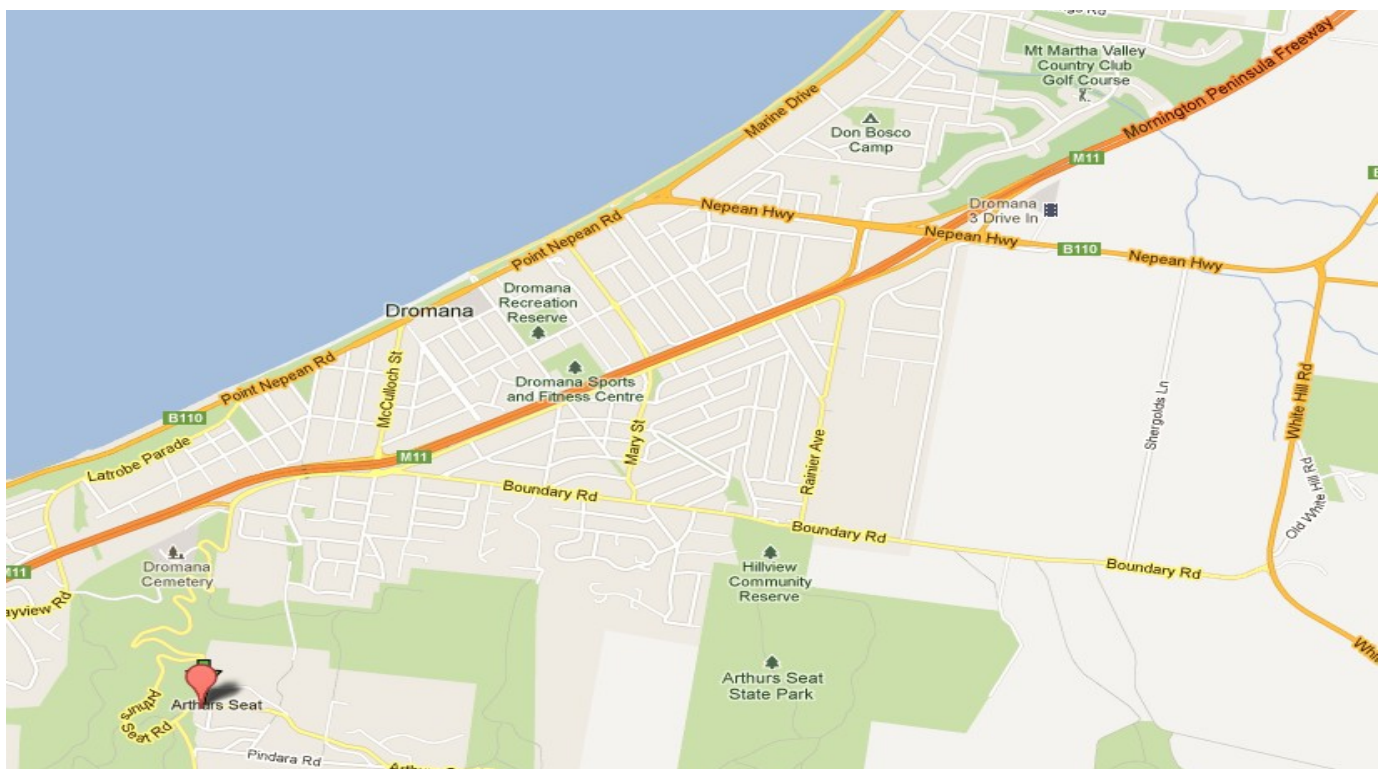 Mt Martha Valley
Country Club
Golf Course
Mornington Peninsula Freeway
Marine Drive
Don Bosco
Camp
M11
Nepean Hwy
Dromana
3 Drive In
Nepean Hwy
B110
Nepean Hwy
Point Nepean Rd
Dromana
Recreation
Reserve
Dromana
Point Nepean Rd
McCulloch St
Dromana Sports
and Fitness Centre
White Hill Rd
Shergolds Ln
B110
Latrobe Parade
M11
Mary St
Rainier Ave
Boundary Rd
Old White Hill Rd
Boundary Rd
Boundary Rd
Dromana
Cemetery
M11
Hillview
Community
Reserve
ayview Rd
Arthurs Seat
State Park
Arthurs Seat
Arthurs
Seat Rd
Pindara Rd